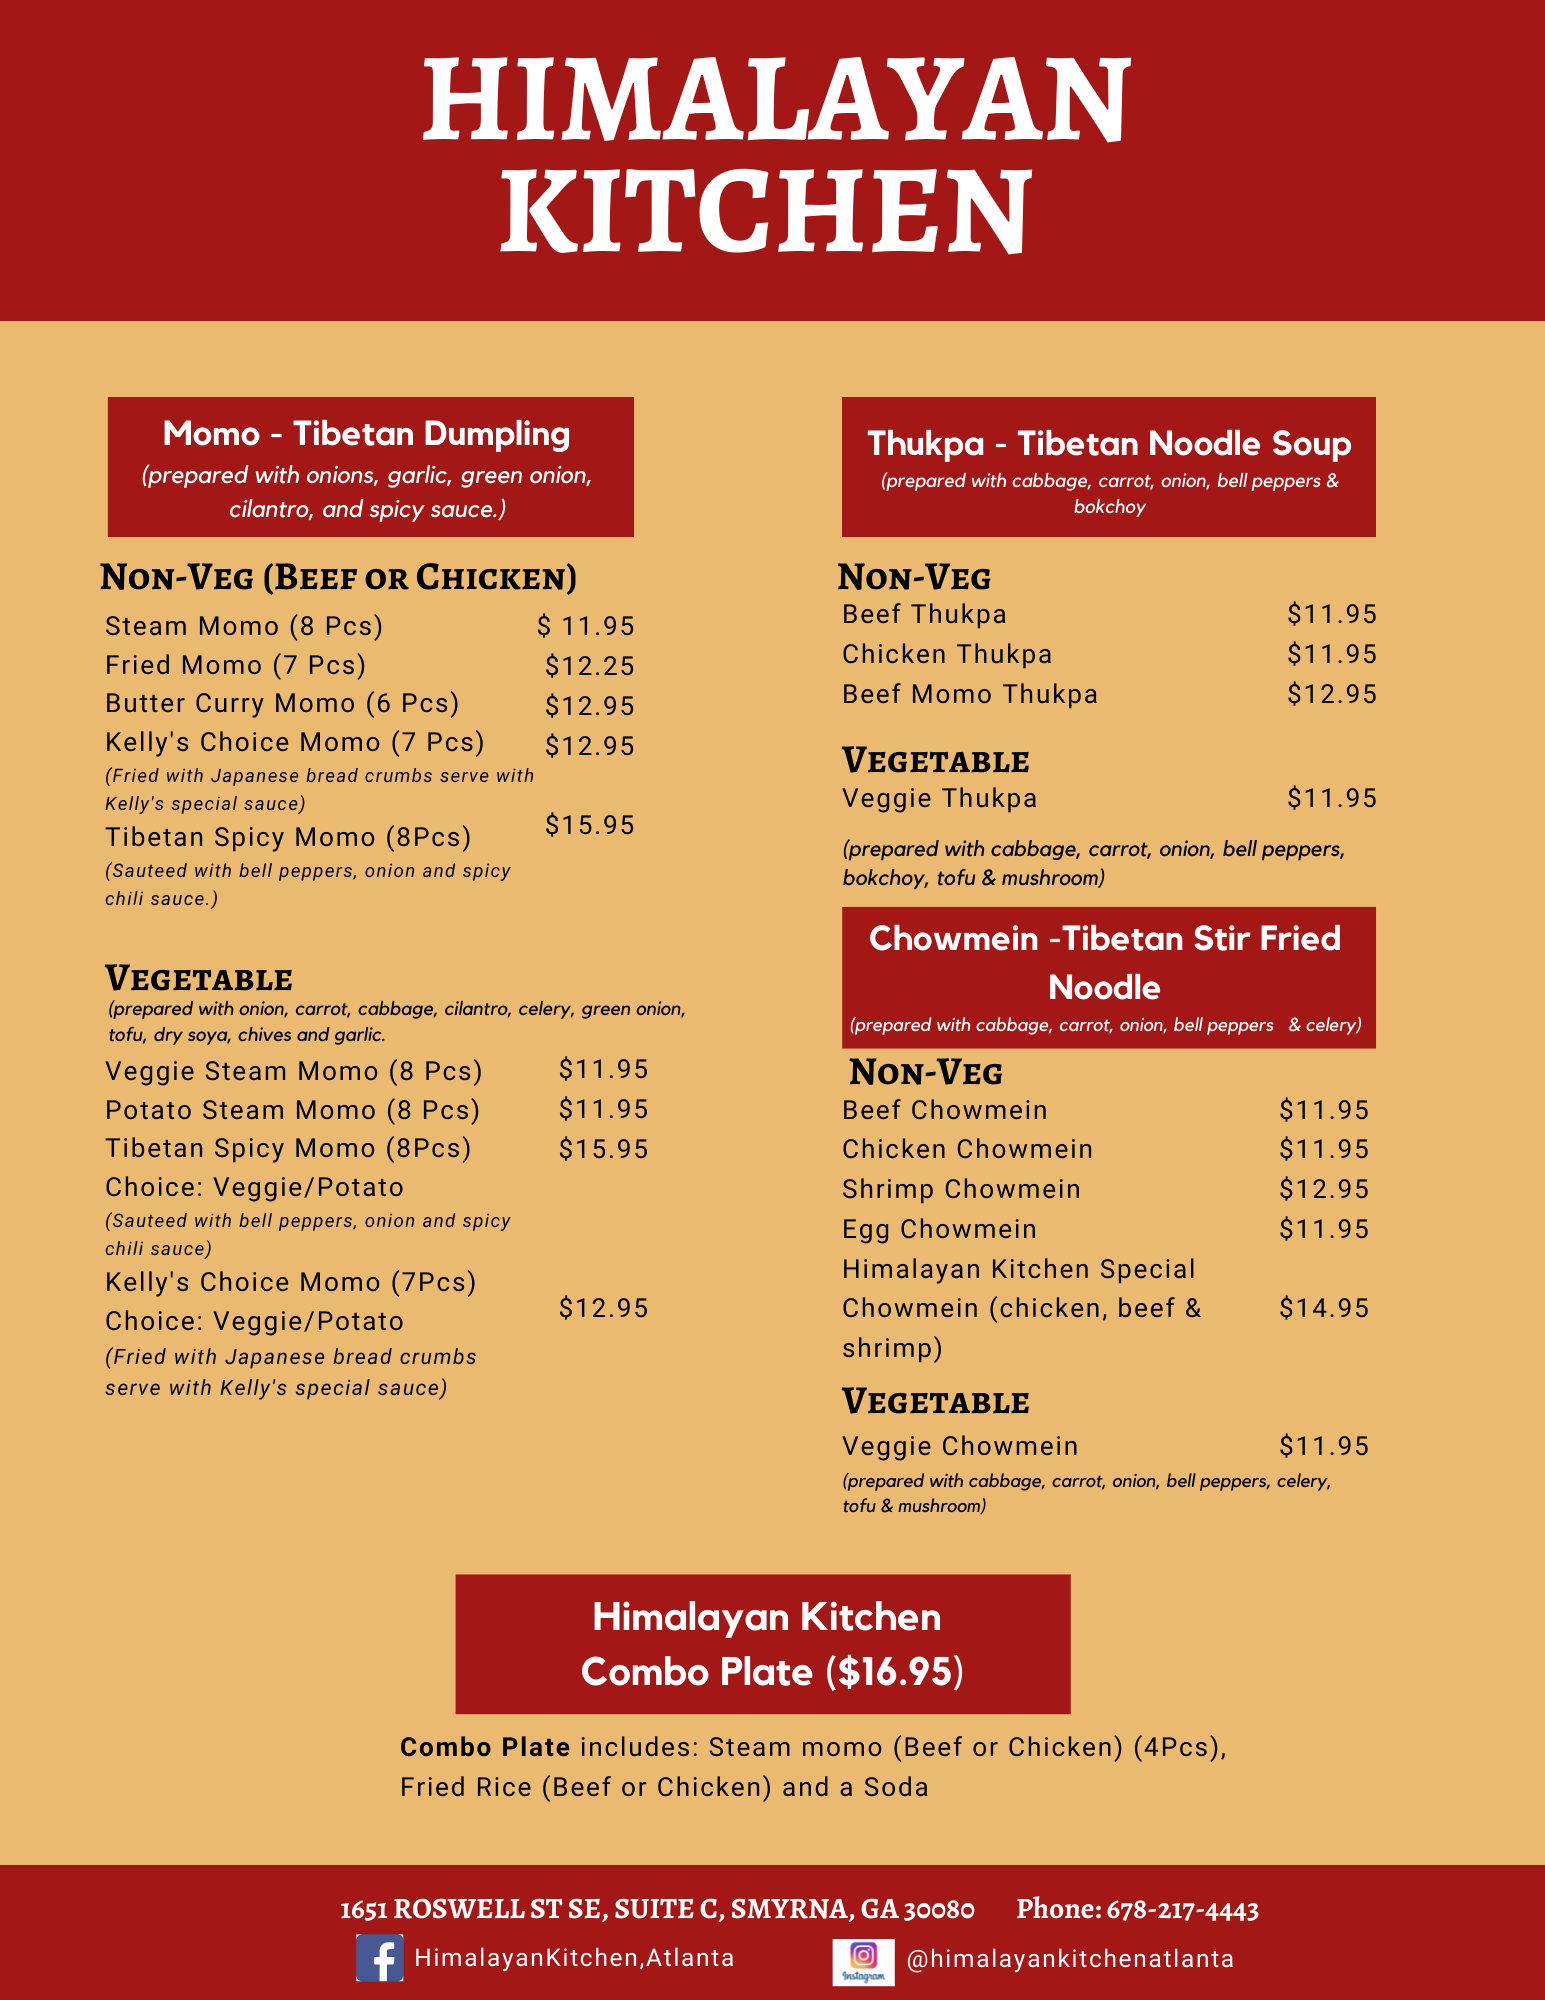 HIMALAYAN
KITCHEN
Momo - Tibetan Dumpling
(prepared with onions, garlic, green onion,
cilantro, and spicy sauce.)
Non-Veg (Beef or Chicken)
Steam Momo (8 Pcs) $ 11.95
Fried Momo (7 Pcs) $12.25
Butter Curry Momo (6 Pcs) $12.95
Kelly's Choice Momo (7 Pcs) $12.95
(Fried with Japanese bread crumbs serve with
Kelly's special sauce)
Tibetan Spicy Momo (8Pcs) $15.95
(Sauteed with bell peppers, onion and spicy
chili sauce.)
Vegetable
(prepared with onion, carrot, cabbage, cilantro, celery, green onion,
tofu, dry soya, chives and garlic.
Veggie Steam Momo (8 Pcs) $11.95
Potato Steam Momo (8 Pcs) $11.95
Tibetan Spicy Momo (8Pcs) $15.95
Choice: Veggie/Potato
(Sauteed with bell peppers, onion and spicy
chili sauce)
Kelly's Choice Momo (7Pcs)
Choice: Veggie/Potato $12.95
(Fried with Japanese bread crumbs
serve with Kelly's special sauce)
Thukpa - Tibetan Noodle Soup
(prepared with cabbage, carrot, onion, bell peppers &
bokchoy
Non-Veg
Beef Thukpa $11.95
Chicken Thukpa $11.95
Beef Momo Thukpa $12.95
Vegetable
Veggie Thukpa $11.95
(prepared with cabbage, carrot, onion, bell peppers,
bokchoy, tofu & mushroom)
Chowmein -Tibetan Stir Fried
Noodle
(prepared with cabbage, carrot, onion, bell peppers & celery)
Non-Veg
Beef Chowmein $11.95
Chicken Chowmein $11.95
Shrimp Chowmein $12.95
Egg Chowmein $11.95
Himalayan Kitchen Special
Chowmein (chicken, beef & $14.95
shrimp)
Vegetable
Veggie Chowmein $11.95
(prepared with cabbage, carrot, onion, bell peppers, celery,
tofu & mushroom)
Himalayan Kitchen
Combo Plate ($16.95)
Combo Plate includes: Steam momo (Beef or Chicken) (4Pcs),
Fried Rice (Beef or Chicken) and a Soda
1651 ROSWELL ST SE, SUITE C, SMYRNA, GA 30080 Phone: 678-217-4443
HimalayanKitchen,Atlanta
Instagram
@himalayankitchenatlanta